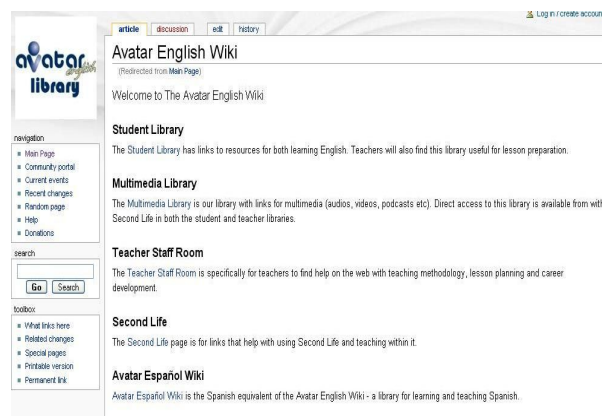 Log in / create accoun
article discussion edit history
avatar
english
library
Avatar English Wiki
(Redirected from Main Page)
Welcome to The Avatar English Wiki
Student Library
The Student Library has links to resources for both learning English. Teachers will also find this library useful for lesson preparation.
Multimedia Library
The Multimedia Library is our library with links for multimedia (audios, videos, podcasts etc). Direct access to this library is available from with
Second Life in both the student and teacher libraries.
Teacher Staff Room
The Teacher Staff Room is specifically for teachers to find help on the web with teaching methodology, lesson planning and career
development.
Second Life
The Second Life page is for links that help with using Second Life and teaching within it.
Avatar Español Wiki
Avatar Español Wiki is the Spanish equivalent of the Avatar English Wiki - a library for learning and teaching Spanish.
navigation
Main Page
Community portal
Current events
Recent changes
Random page
Help
Donations
search
Go Search
toolbox
What links here
Related changes
Special pages
Printable version
Permanent link